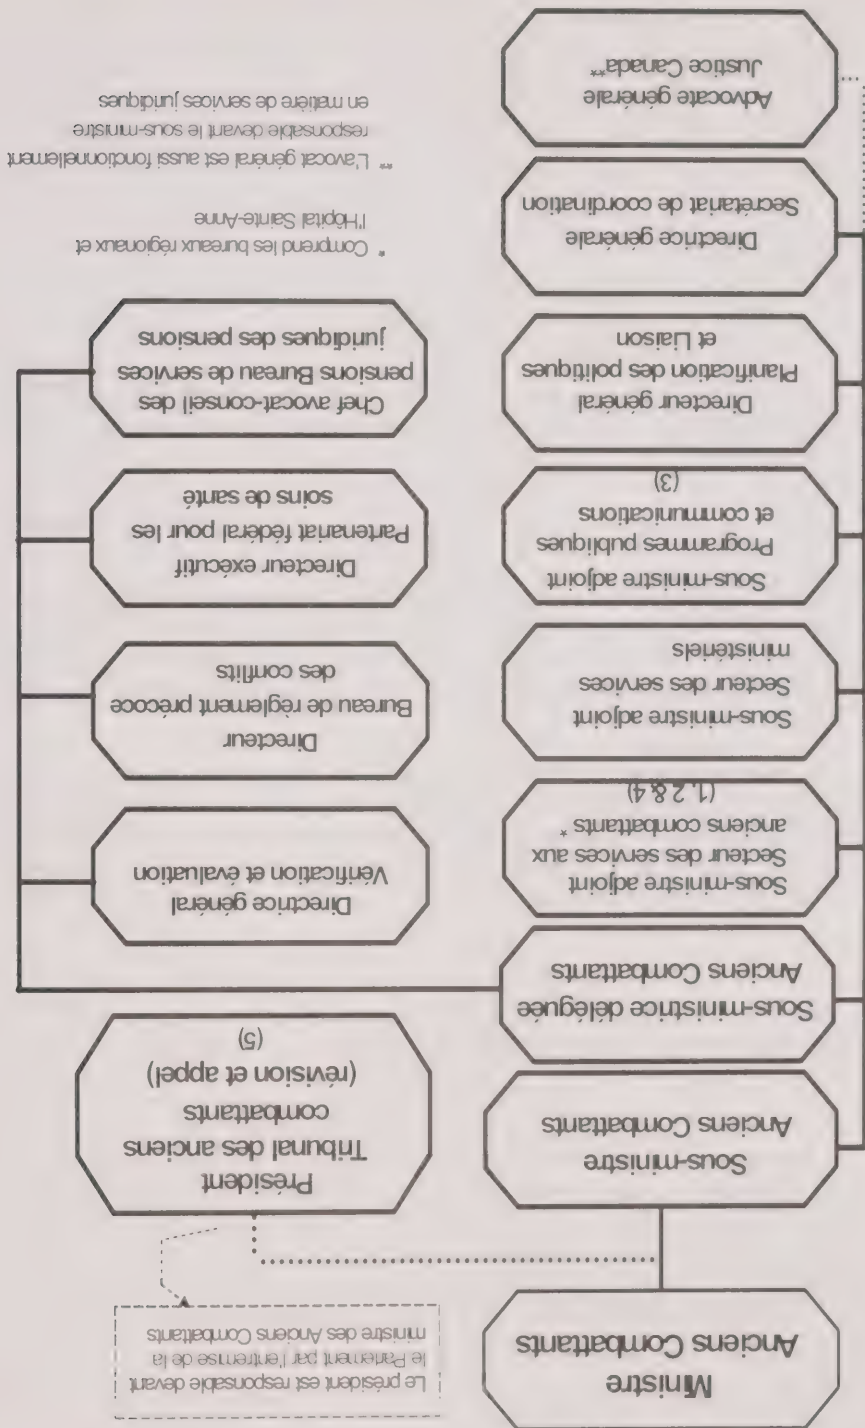 Ministre
Anciens Combattants
Le président est responsable devant
le Parlement par l'entremise de la
ministre des Anciens Combattants
Sous-ministre
Anciens Combattants
Président
Tribunal des anciens
combattants
(révision et appel)
(5)
Sous-ministrice déléguée
Anciens Combattants
Sous-ministre adjoint
Secteur des services aux
anciens combattants *
(1, 2 & 4)
Sous-ministre adjoint
Secteur des services
ministériels
Sous-ministre adjoint
Programmes publiques
et communications
(3)
Directeur général
Planification des politiques
et Liaison
Directrice générale
Secrétariat de coordination
Advocate générale
Justice Canada**
Directrice général
Vérification et évaluation
Directeur
Bureau de règlement précoce
des conflits
Directeur exécutif
Partenariat fédéral pour les
soins de santé
Chef avocat-conseil des
pensions Bureau de services
juridiques des pensions
* Comprend les bureaux régionaux et
l'Hôpital Sainte-Anne
** L'avocat général est aussi fonctionnellement
responsable devant le sous-ministre
en matière de services juridiques